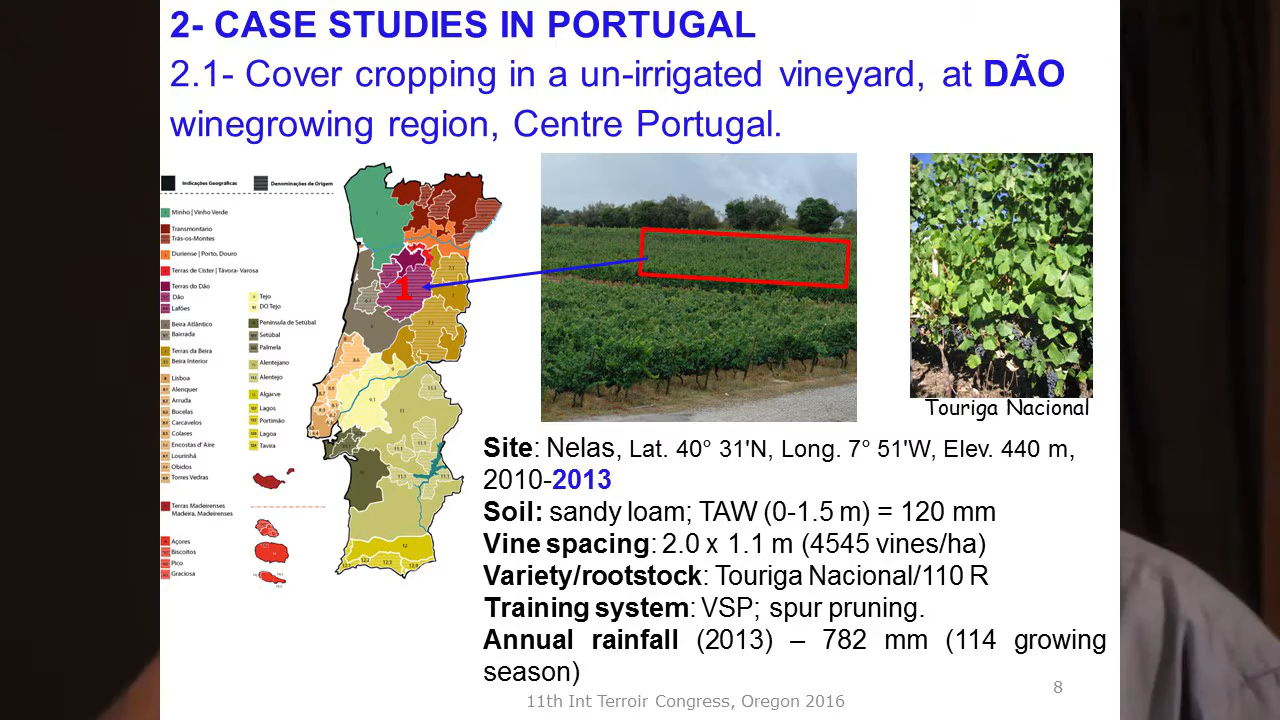 2- CASE STUDIES IN PORTUGAL
2.1- Cover cropping in a un-irrigated vineyard, at DÃO
winegrowing region, Centre Portugal.
Indicações Geográficas
Denominações de Origem
Minho | Vinho Verde
Transmontano
Trás-os-Montes
Duriense | Porto, Douro
Terras de Cister | Távora- Varosa
Terras do Dão
Dão
Lafões
Beira Atlântico
Bairrada
Terras da Beira
Beira Interior
Lisboa
Alenquer
Arruda
Bucelas
Carcavelos
Colares
Encostas d' Aire
Lourinhã
Obidos
Torres Vedras
Terras Madeirenses
Madeira, Madeirenses
Açores
Biscoitos
Pico
Graciosa
Tejo
DO Tejo
Península de Setúbal
Setúbal
Palmela
Alentejano
Alentejo
Algarve
Lagos
Portimão
Lagoa
Tavira
1
Touriga Nacional
Site: Nelas, Lat. 40° 31'N, Long. 7° 51'W, Elev. 440 m,
2010-2013
Soil: sandy loam; TAW (0-1.5 m) = 120 mm
Vine spacing: 2.0 x 1.1 m (4545 vines/ha)
Variety/rootstock: Touriga Nacional/110 R
Training system: VSP; spur pruning.
Annual rainfall (2013) – 782 mm (114 growing
season)
11th Int Terroir Congress, Oregon 2016
8